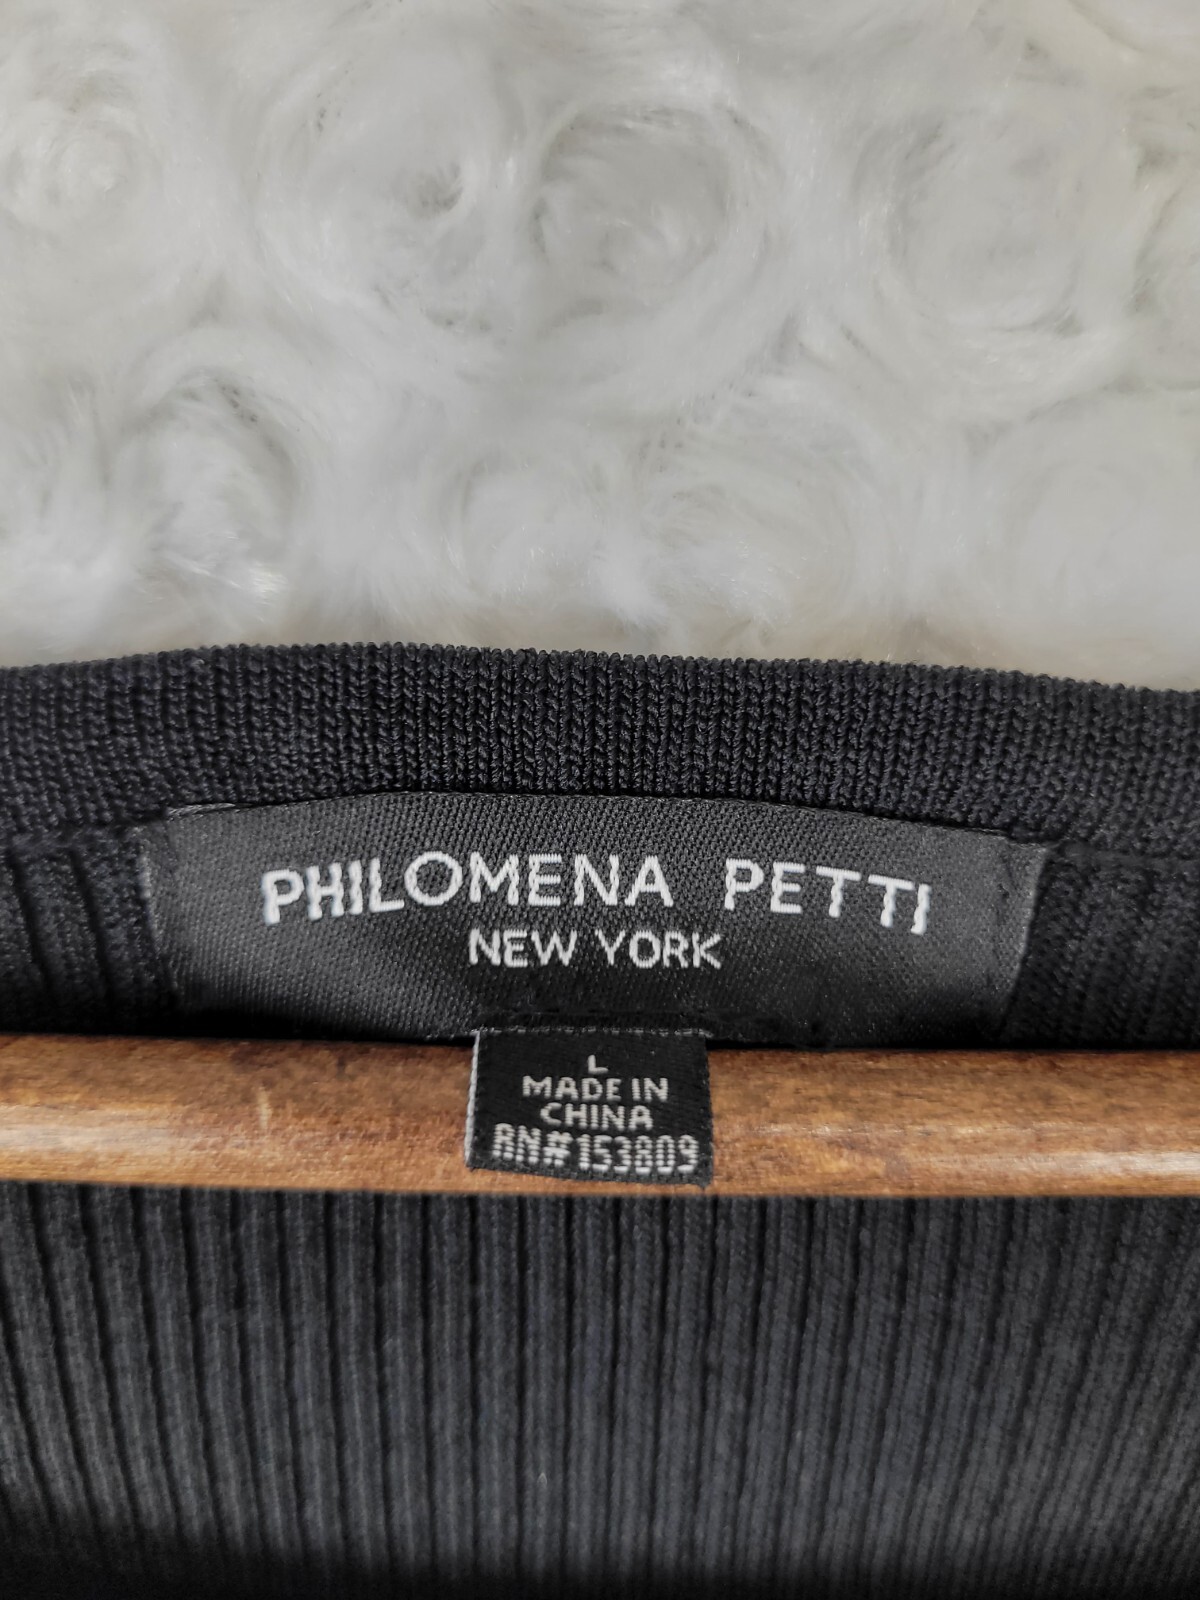 PHILOMENA PETTI
NEW YORK
L
MADE IN
CHINA
RN#153809